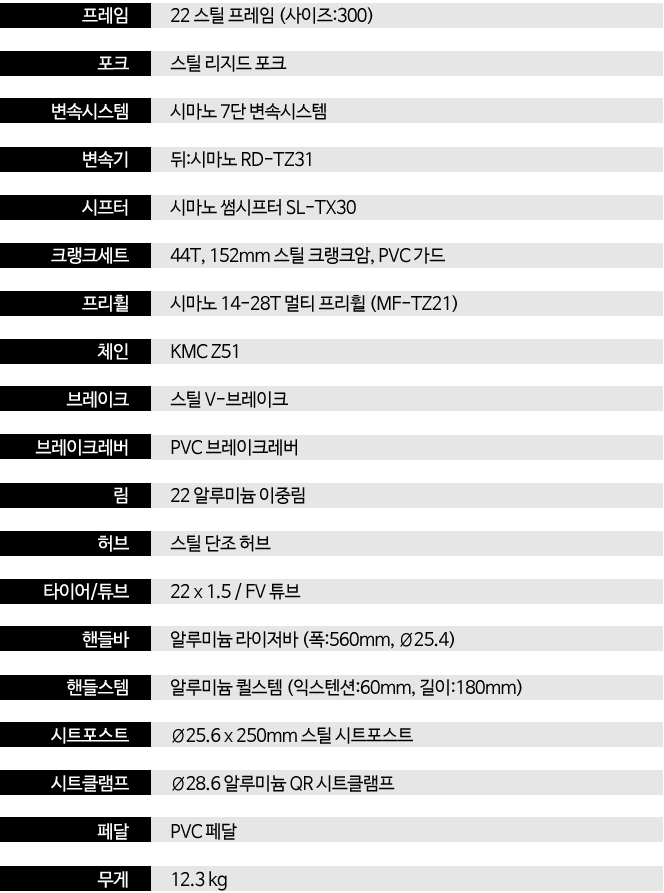 프레임 22 스틸 프레임 (사이즈:300)
포크 스틸 리지드 포크
변속시스템 시마노 7단 변속시스템
변속기 뒤:시마노 RD-TZ31
시프터 시마노 썸시프터 SL-TX30
크랭크세트 44T, 152mm 스틸 크랭크암, PVC 가드
프리휠 시마노 14-28T 멀티 프리휠 (MF-TZ21)
체인 KMC Z51
브레이크 스틸 V-브레이크
브레이크레버 PVC 브레이크레버
림 22 알루미늄 이중림
허브 스틸 단조 허브
타이어/튜브 22 x 1.5 / FV 튜브
핸들바 알루미늄 라이저바 (폭:560mm, Ø25.4)
핸들스템 알루미늄 퀼스템 (익스텐션:60mm, 길이:180mm)
시트포스트 Ø25.6 x 250mm 스틸 시트포스트
시트클램프 Ø28.6 알루미늄 QR 시트클램프
페달 PVC 페달
무게 12.3 kg